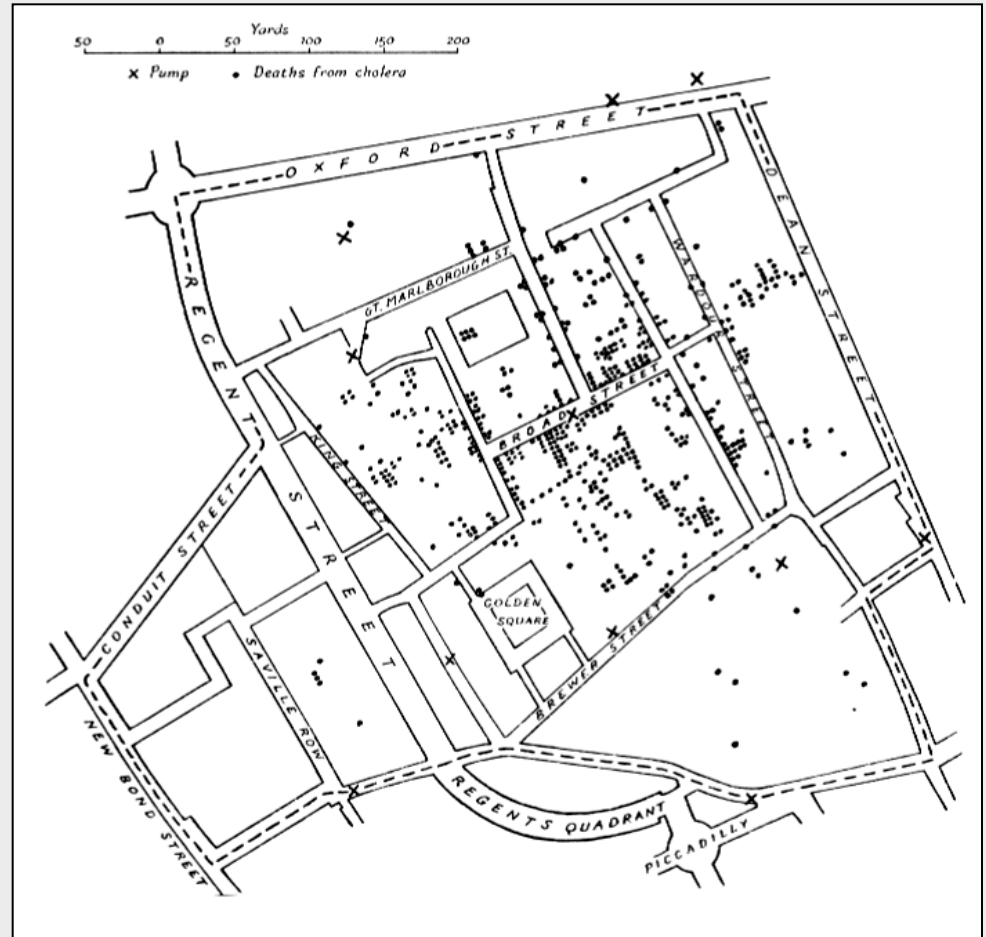 Yards
50 0 50 100 150 200
× Pump • Deaths from cholera
OXFORD STREET
DEAN STREET
REGENT STREET
WARDOUR STREET
GT. MARLBOROUGH ST.
BROAD STREET
KING STREET
CONDUIT STREET
GOLDEN
SQUARE
BREWER STREET
SAVILLE ROW
NEW BOND STREET
REGENTS QUADRANT
PICCADILLY